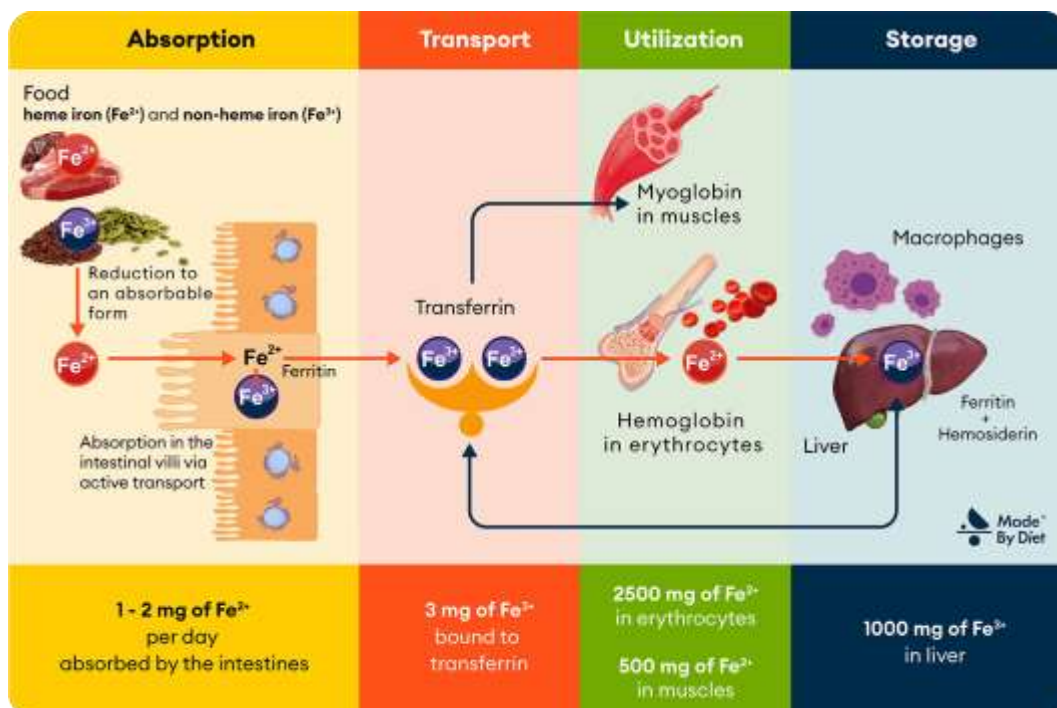 Absorption
Transport
Utilization
Storage
Food
heme iron (Fe²⁺) and non-heme iron (Fe³⁺)
Fe²⁺
Fe³⁺
Reduction to
an absorbable
form
Fe²⁺
Fe²⁺
Ferritin
Fe³⁺
Absorption in the
intestinal villi via
active transport
Transferrin
Fe³⁺
Fe³⁺
Myoglobin
in muscles
Fe²⁺
Hemoglobin
in erythrocytes
Macrophages
Fe³⁺
Liver
Ferritin
+
Hemosiderin
Made
By Diet
1 - 2 mg of Fe²⁺
per day
absorbed by the intestines
3 mg of Fe³⁺
bound to
transferrin
2500 mg of Fe²⁺
in erythrocytes
500 mg of Fe²⁺
in muscles
1000 mg of Fe³⁺
in liver